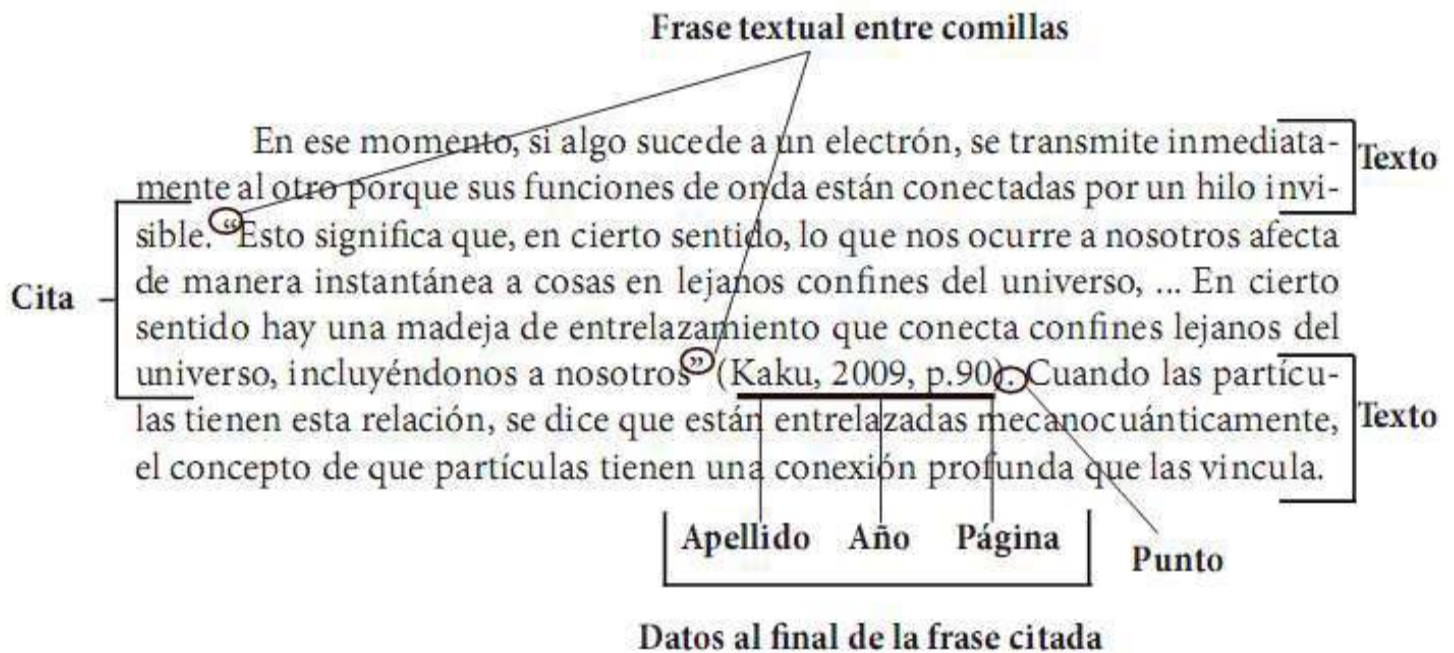 Frase textual entre comillas
En ese momento, si algo sucede a un electrón, se transmite inmediata-
mente al otro porque sus funciones de onda están conectadas por un hilo invi-
sible. “Esto significa que, en cierto sentido, lo que nos ocurre a nosotros afecta
de manera instantánea a cosas en lejanos confines del universo, ... En cierto
sentido hay una madeja de entrelazamiento que conecta confines lejanos del
universo, incluyéndonos a nosotros” (Kaku, 2009, p.90). Cuando las partícu-
las tienen esta relación, se dice que están entrelazadas mecanocuánticamente,
el concepto de que partículas tienen una conexión profunda que las vincula.
Texto
Cita
Texto
Apellido Año Página
Punto
Datos al final de la frase citada